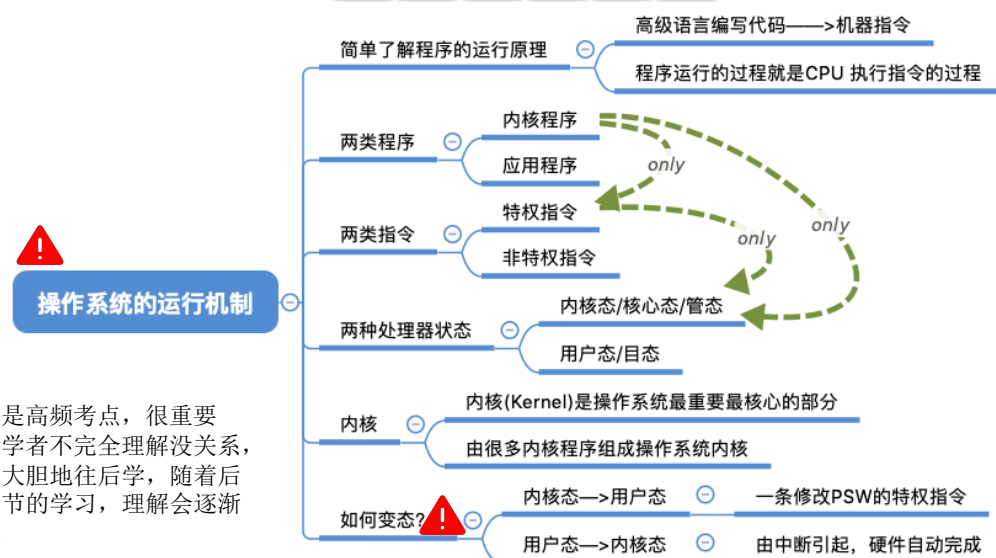 简单了解程序的运行原理
高级语言编写代码——>机器指令
程序运行的过程就是CPU 执行指令的过程
两类程序
内核程序
应用程序
only
两类指令
特权指令
非特权指令
only
only
操作系统的运行机制
两种处理器状态
内核态/核心态/管态
用户态/目态
内核
内核(Kernel)是操作系统最重要最核心的部分
由很多内核程序组成操作系统内核
如何变态?
内核态—>用户态
一条修改PSW的特权指令
用户态—>内核态
由中断引起，硬件自动完成
是高频考点，很重要
学者不完全理解没关系，
大胆地往后学，随着后
节的学习，理解会逐渐